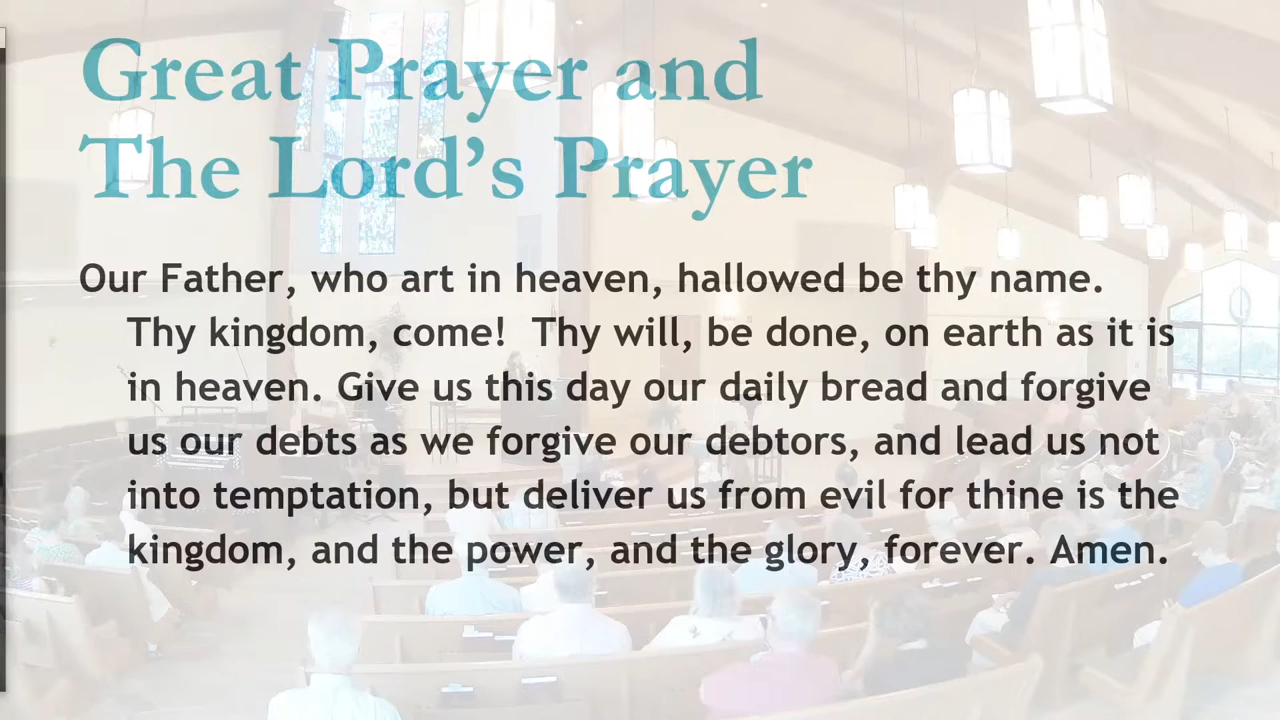 Great Prayer and
The Lord’s Prayer
Our Father, who art in heaven, hallowed be thy name.
Thy kingdom, come!  Thy will, be done, on earth as it is
in heaven. Give us this day our daily bread and forgive
us our debts as we forgive our debtors, and lead us not
into temptation, but deliver us from evil for thine is the
kingdom, and the power, and the glory, forever. Amen.